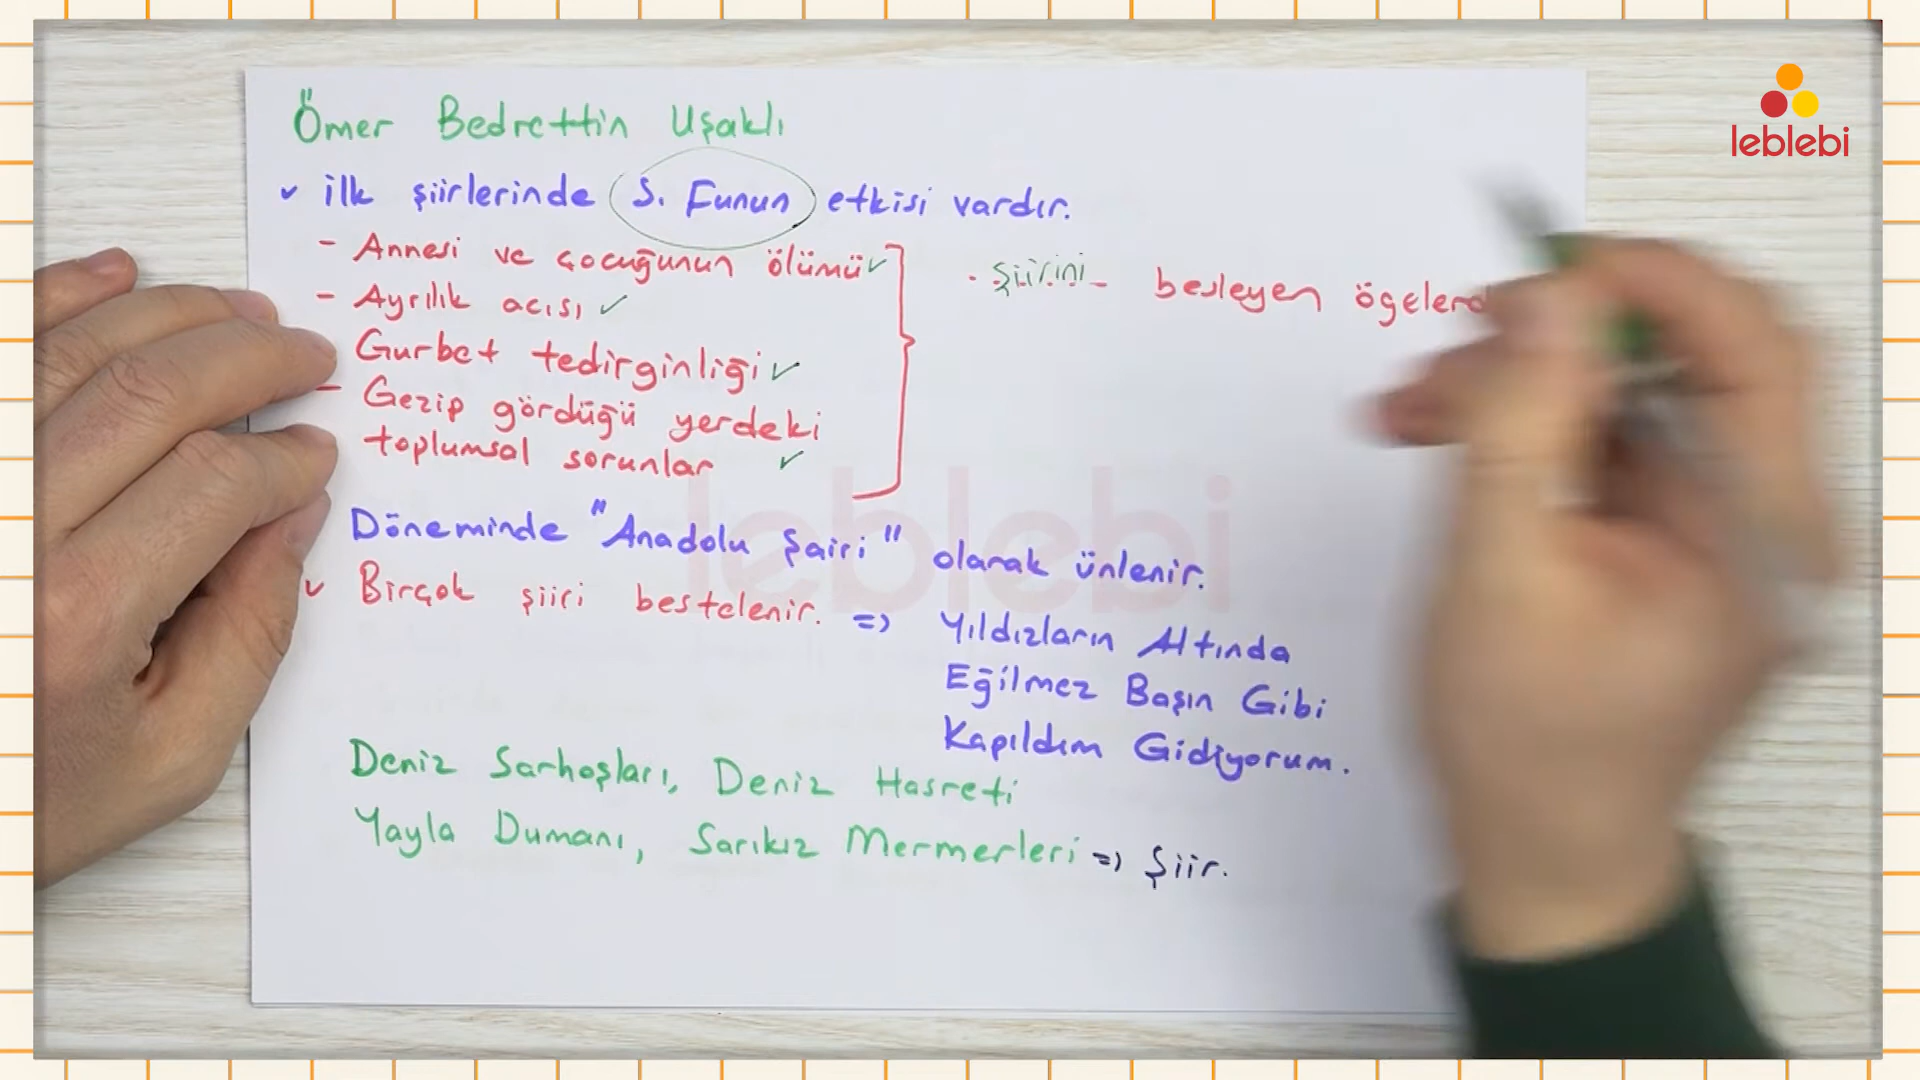 Ömer Bedrettin Uşaklı
✓ ilk şiirlerinde S. Funun etkisi vardır.
- Annesi ve çocuğunun ölümü ✓
- Ayrılık acısı ✓
Gurbet tedirginliği ✓
- Gezip gördüğü yerdeki
toplumsal sorunlar ✓
Şiirini besleyen
Döneminde "Anadolu Şairi" olarak ünlenir.
✓ Birçok şiiri bestelenir. => Yıldızların Altında
Eğilmez Başın Gibi
Kapıldım Gidiyorum.
Deniz Sarhoşları, Deniz Hasreti
Yayla Dumanı, Sarıkız Mermerleri => Şiir.
leblebi
leblebi